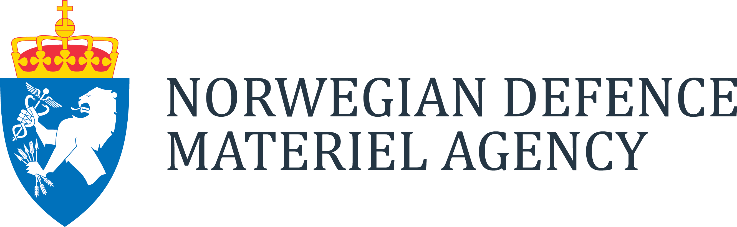 NORWEGIAN DEFENCE
MATERIEL AGENCY